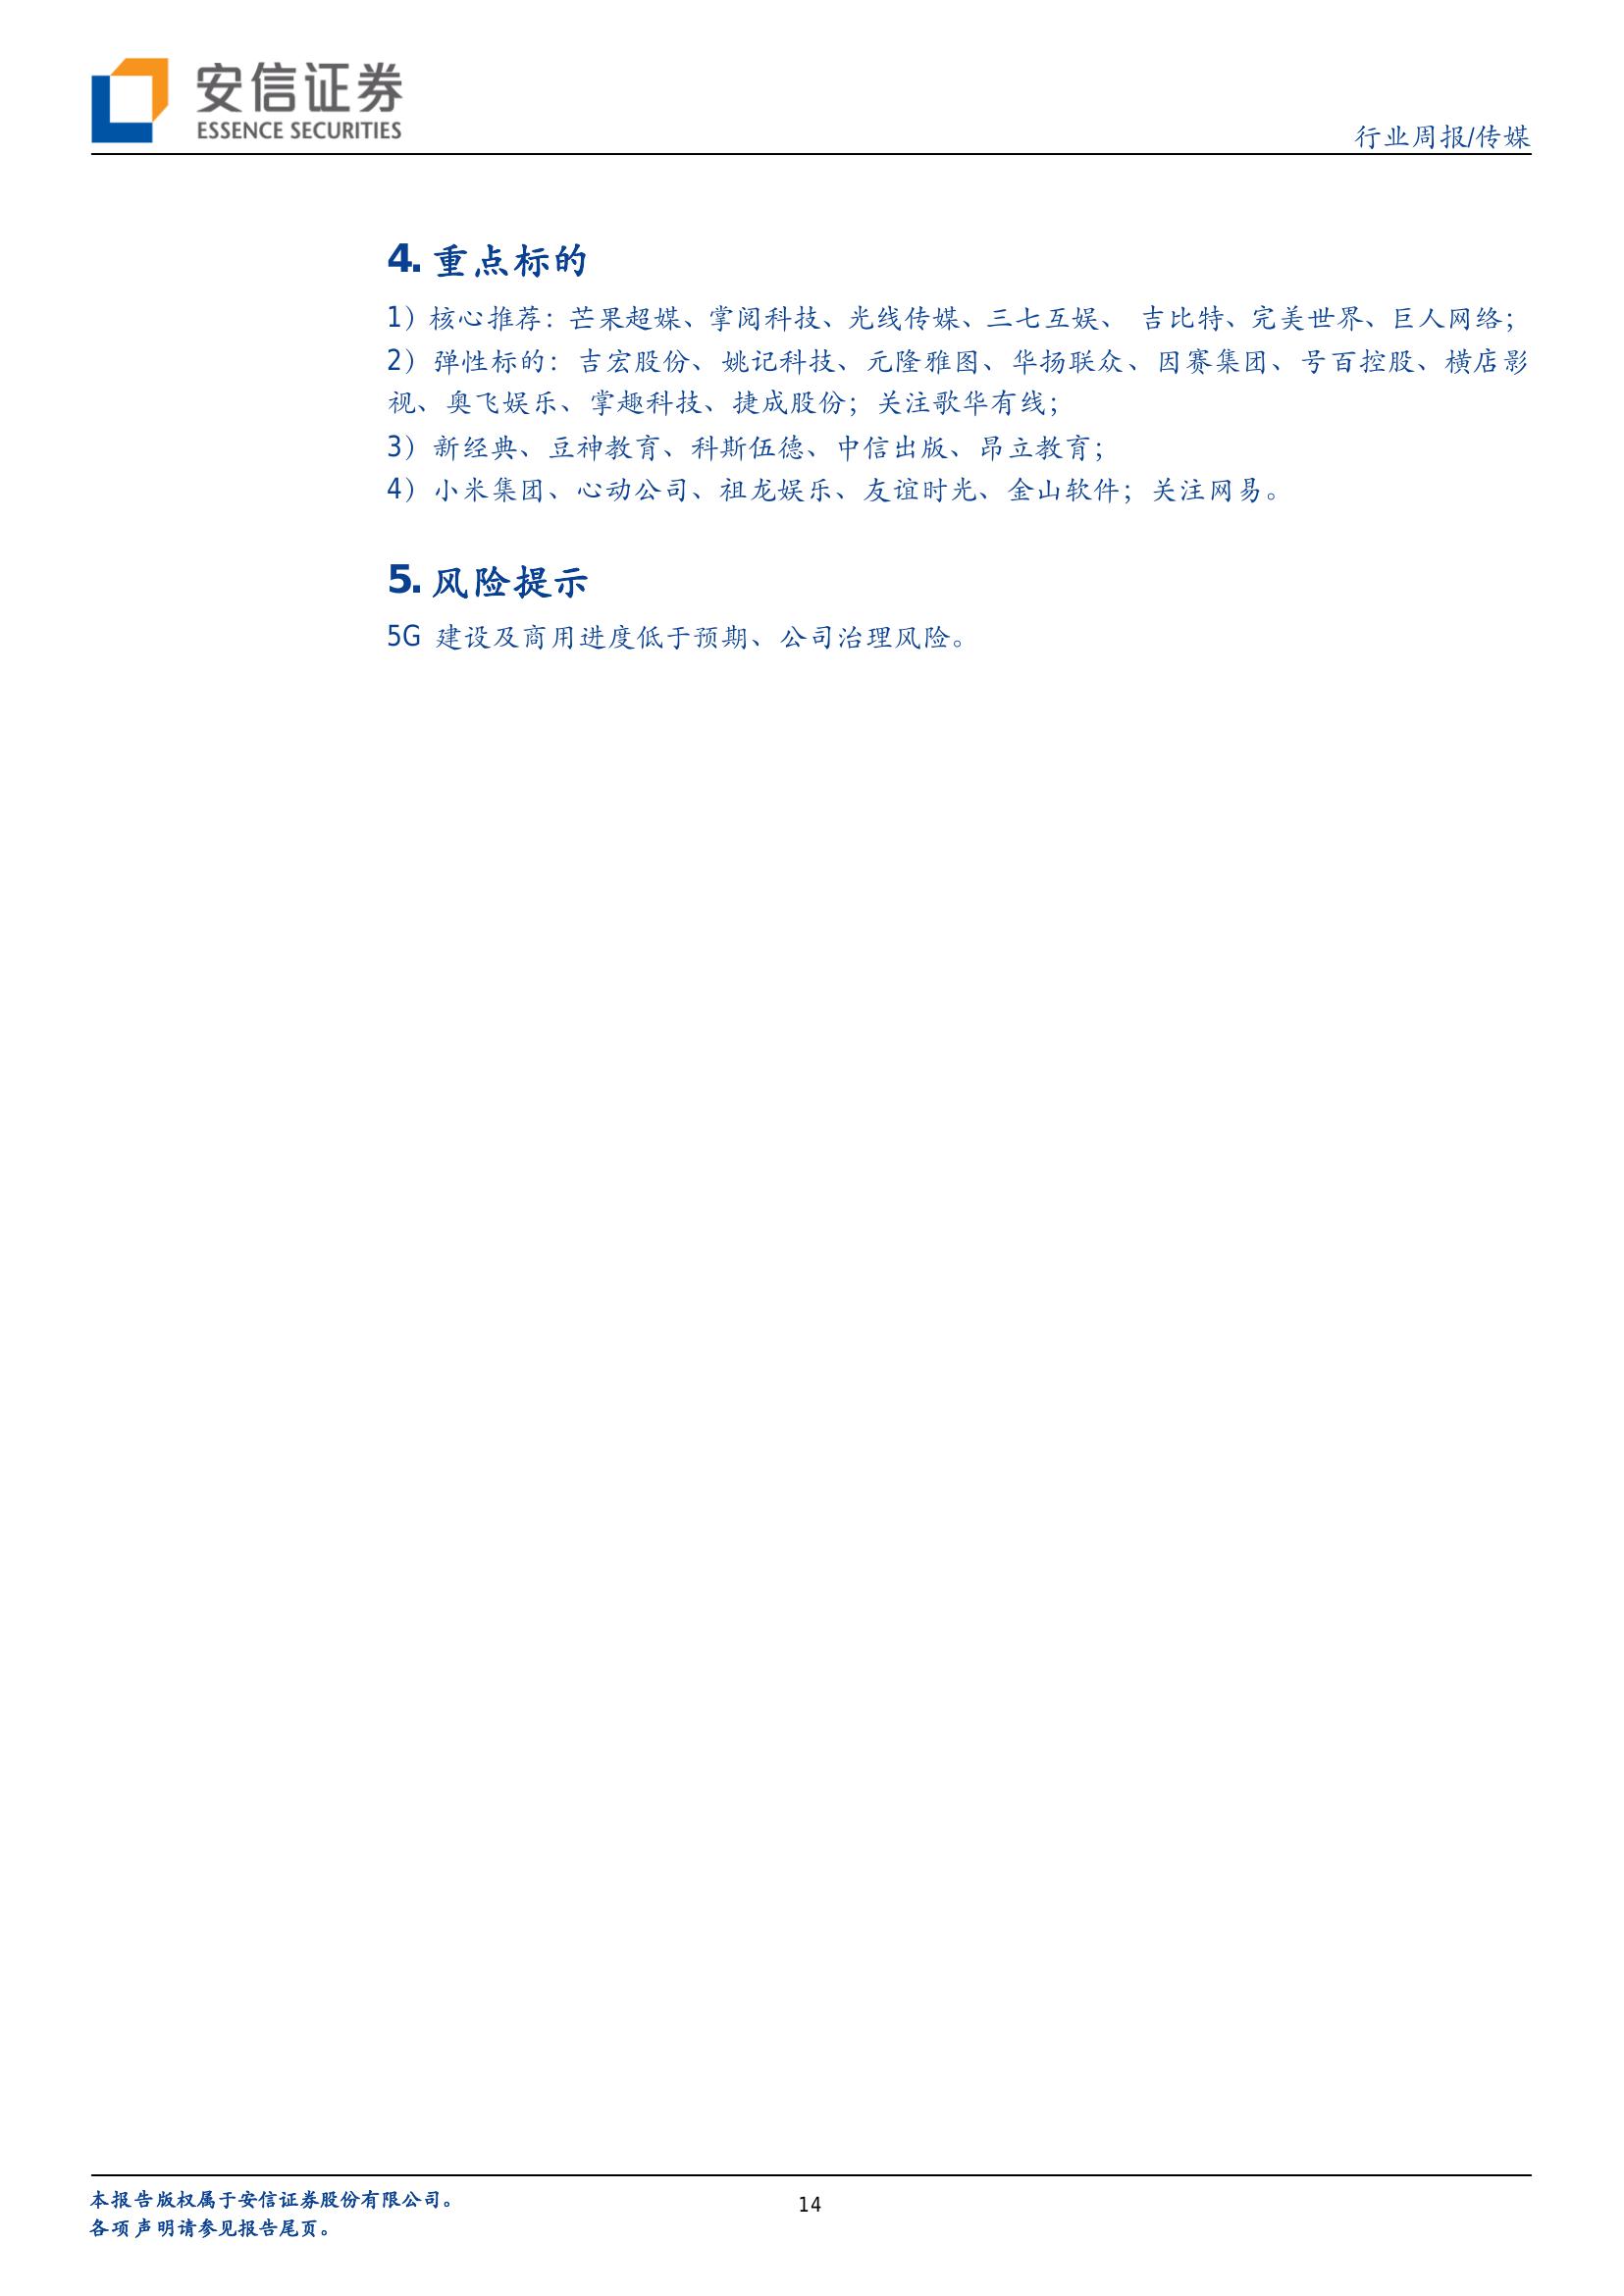 安信证券
ESSENCE SECURITIES
行业周报/传媒
4. 重点标的
1）核心推荐：芒果超媒、掌阅科技、光线传媒、三七互娱、 吉比特、完美世界、巨人网络；
2）弹性标的：吉宏股份、姚记科技、元隆雅图、华扬联众、因赛集团、号百控股、横店影
视、奥飞娱乐、掌趣科技、捷成股份；关注歌华有线；
3）新经典、豆神教育、科斯伍德、中信出版、昂立教育；
4）小米集团、心动公司、祖龙娱乐、友谊时光、金山软件；关注网易。
5. 风险提示
5G 建设及商用进度低于预期、公司治理风险。
本报告版权属于安信证券股份有限公司。
各项声明请参见报告尾页。
14